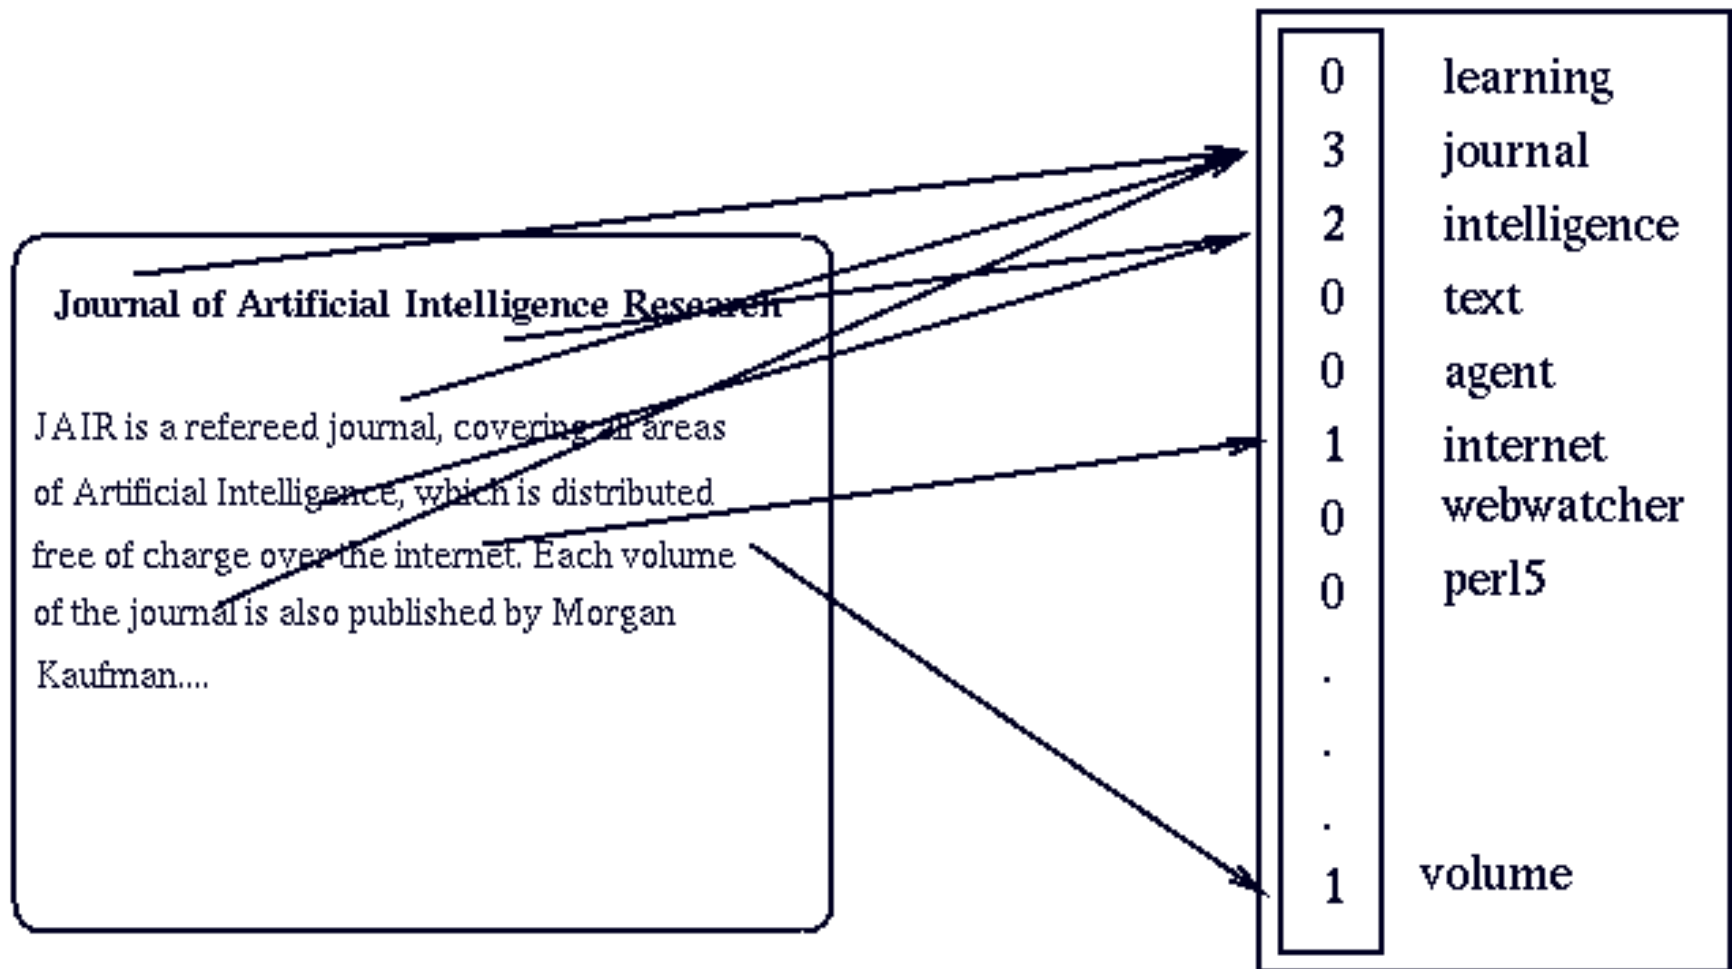 Journal of Artificial Intelligence Research
JAIR is a refereed journal, covering all areas
of Artificial Intelligence, which is distributed
free of charge over the internet. Each volume
of the journal is also published by Morgan
Kaufman....
0 learning
3 journal
2 intelligence
0 text
0 agent
1 internet
0 webwatcher
0 perl5
.
.
.
1 volume